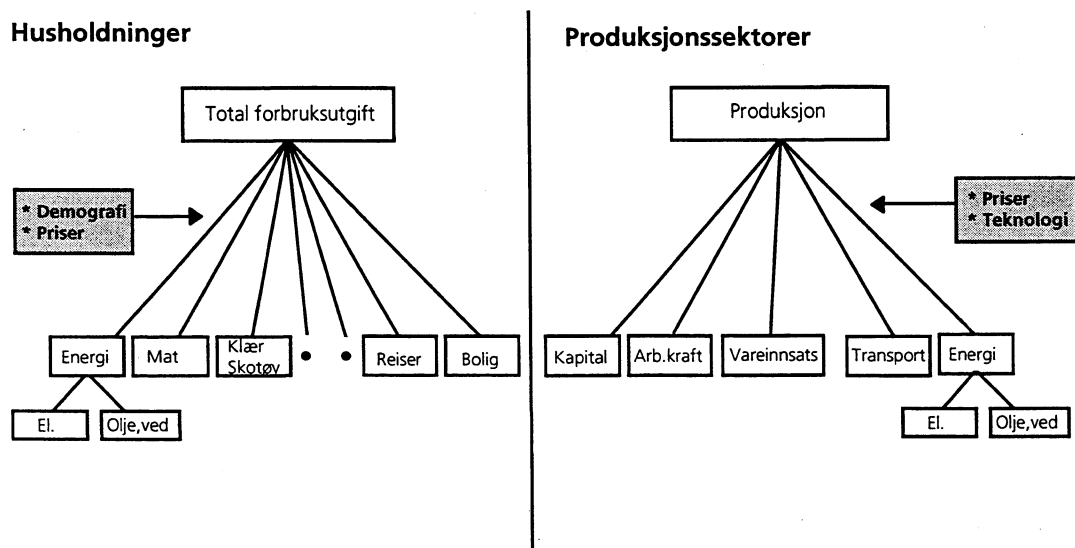 Husholdninger
Total forbruksutgift
* Demografi
* Priser
Energi
Mat
Klær
Skotøv
Reiser
Bolig
El.
Olje,ved
Produksjonssektorer
Produksjon
* Priser
* Teknologi
Kapital
Arb.kraft
Vareinnsats
Transport
Energi
El.
Olje,ved